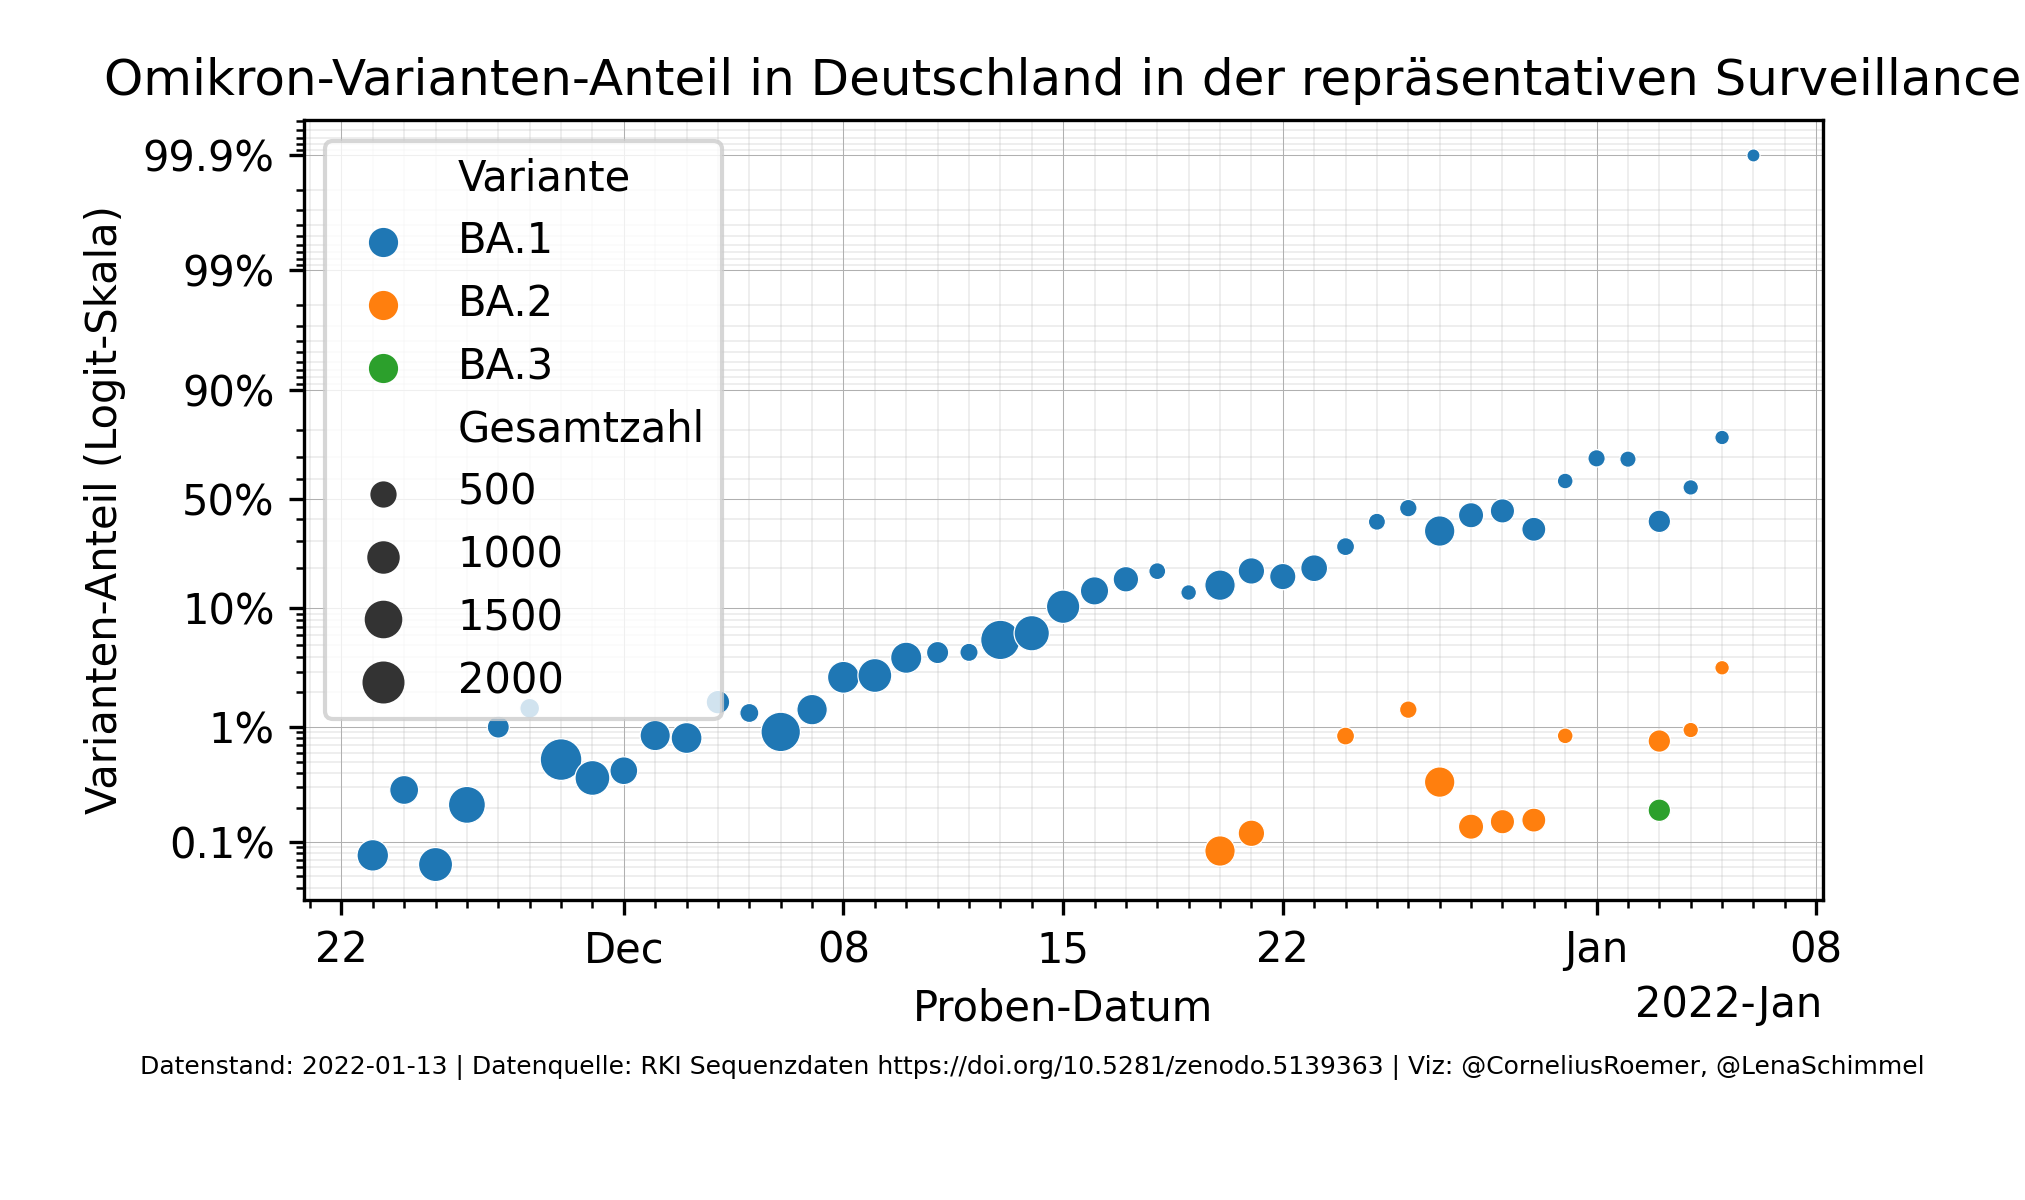 Omikron-Varianten-Anteil in Deutschland in der repräsentativen Surveillance
Varianten-Anteil (Logit-Skala)
99.9%
99%
90%
50%
10%
1%
0.1%
Variante
BA.1
BA.2
BA.3
Gesamtzahl
500
1000
1500
2000
22
Dec
08
15
22
Jan
08
Proben-Datum
2022-Jan
Datenstand: 2022-01-13 | Datenquelle: RKI Sequenzdaten https://doi.org/10.5281/zenodo.5139363 | Viz: @CorneliusRoemer, @LenaSchimmel